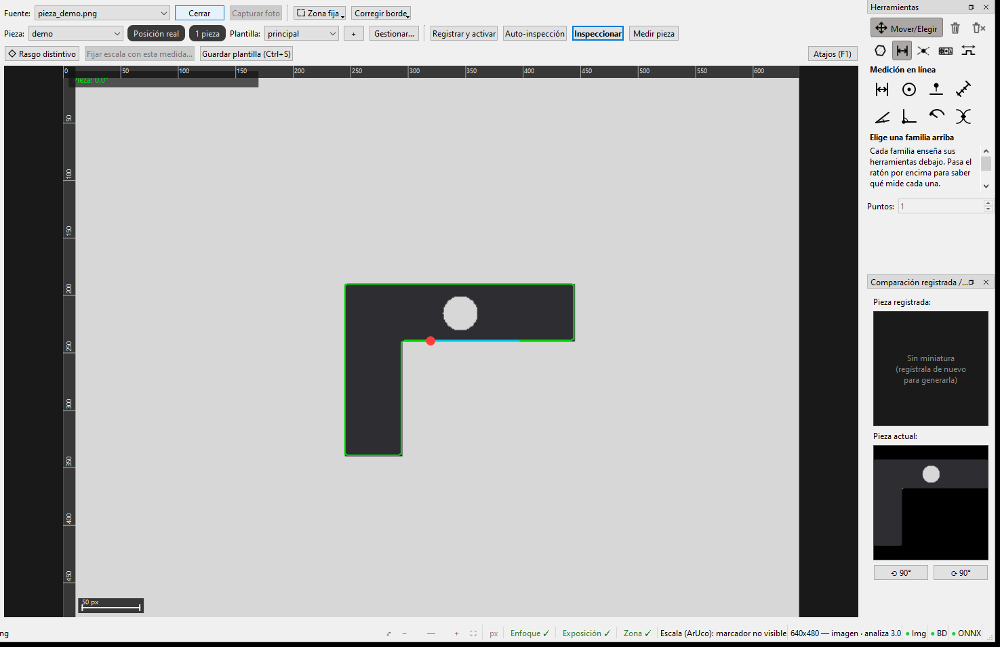 Fuente: pieza_demo.png Cerrar Capturar foto Zona fija Corregir borde
Pieza: demo Posición real 1 pieza Plantilla: principal + Gestionar... Registrar y activar Auto-inspección Inspeccionar Medir pieza
Rasgo distintivo Fijar escala con esta medida... Guardar plantilla (Ctrl+S) Atajos (F1)
0 50 100 150 200 250 300 350 400 450 500 550 600
Pieza: 0.0°
50
100
150
200
250
300
350
400
450
50 px
Herramientas
Mover/Elegir
Medición en línea
Elige una familia arriba
Cada familia enseña sus
herramientas debajo. Pasa el
ratón por encima para saber
qué mide cada una.
Puntos: 1
Comparación registrada /...
Pieza registrada:
Sin miniatura
(regístrala de nuevo
para generarla)
Pieza actual:
⟲ 90° ⟳ 90°
ng − — + px Enfoque ✓ Exposición ✓ Zona ✓ Escala (ArUco): marcador no visible 640x480 — imagen · analiza 3.0 ● Img ● BD ● ONNX